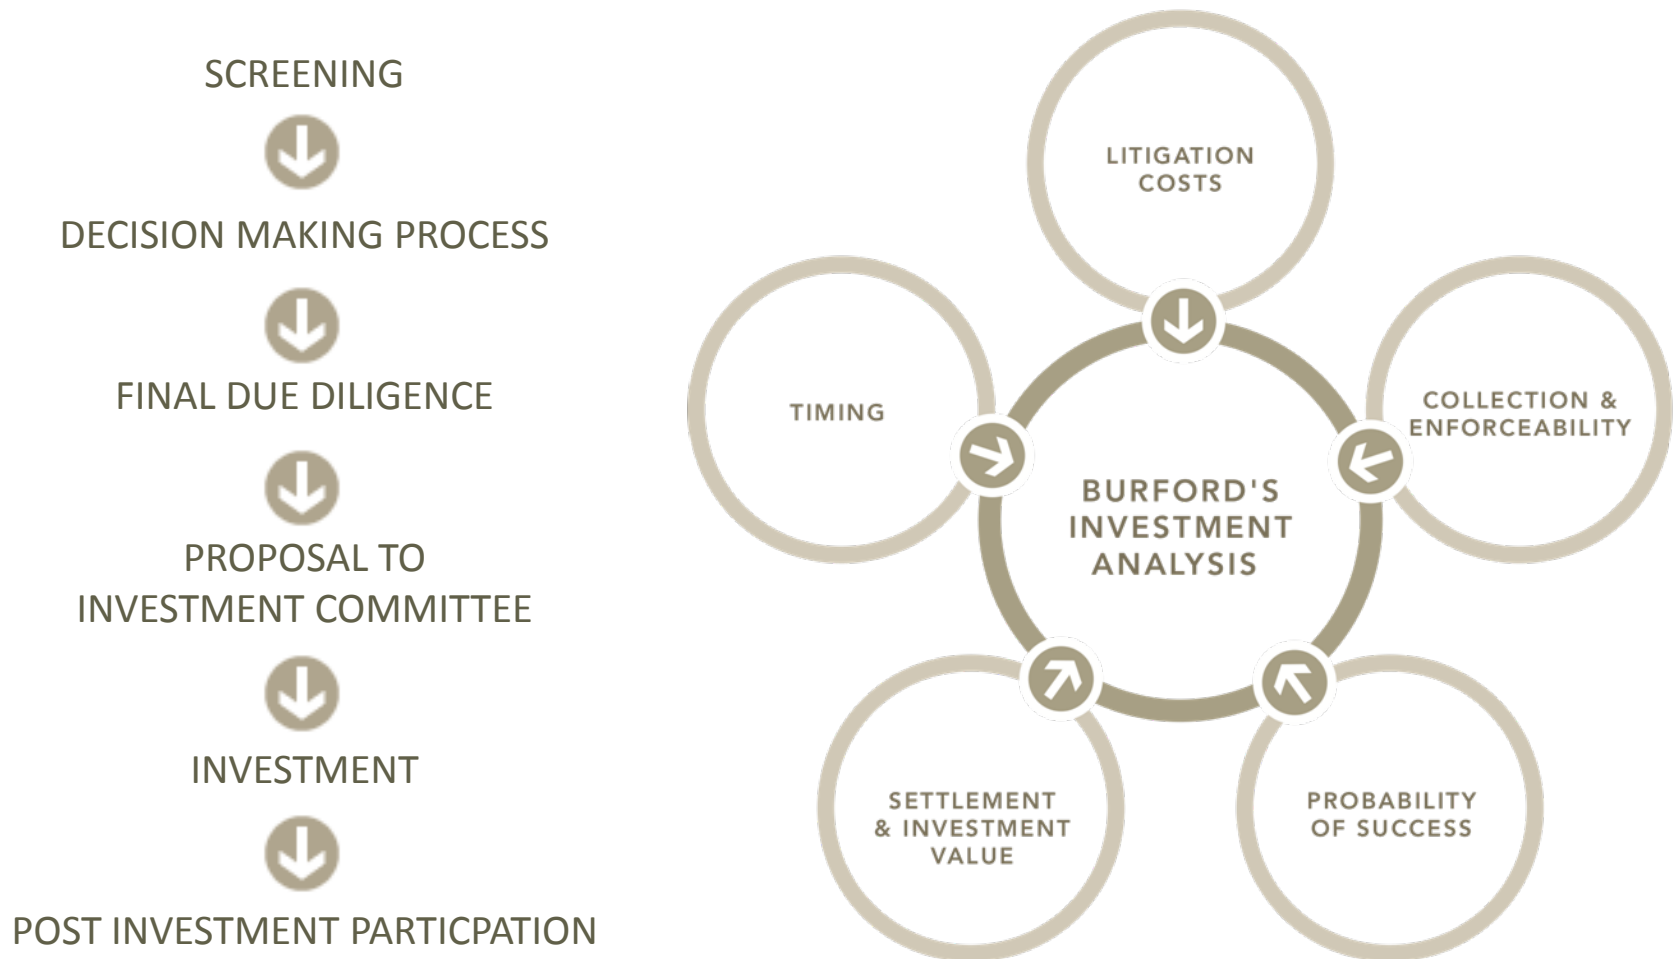 SCREENING
DECISION MAKING PROCESS
FINAL DUE DILIGENCE
PROPOSAL TO
INVESTMENT COMMITTEE
INVESTMENT
POST INVESTMENT PARTICPATION
LITIGATION
COSTS
TIMING
COLLECTION &
ENFORCEABILITY
BURFORD'S
INVESTMENT
ANALYSIS
SETTLEMENT
& INVESTMENT
VALUE
PROBABILITY
OF SUCCESS